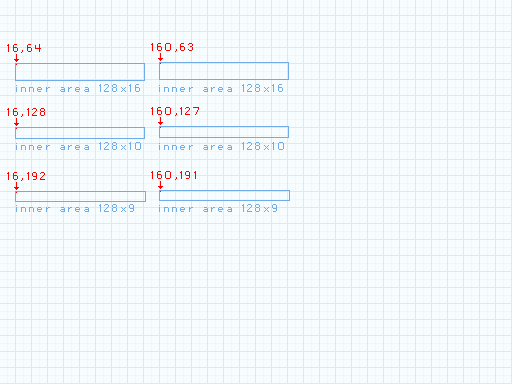 16,64 160,63
inner area 128x16 inner area 128x16
16,128 160,127
inner area 128x10 inner area 128x10
16,192 160,191
inner area 128x9 inner area 128x9